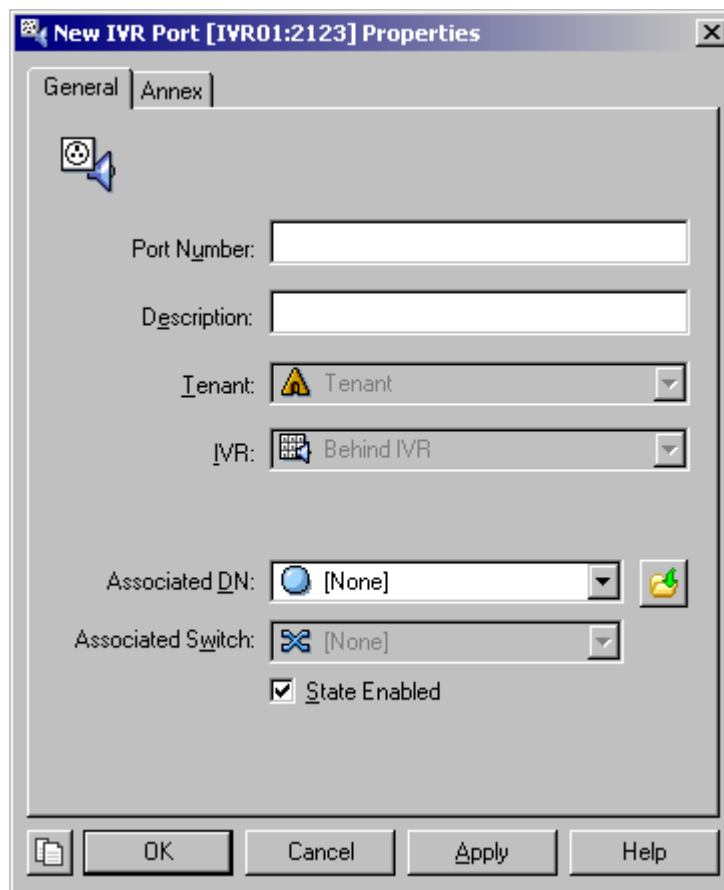 New IVR Port [IVR01:2123] Properties
General Annex
Port Number:
Description:
Tenant: Tenant
IVR: Behind IVR
Associated DN: [None]
Associated Switch: [None]
State Enabled
OK Cancel Apply Help